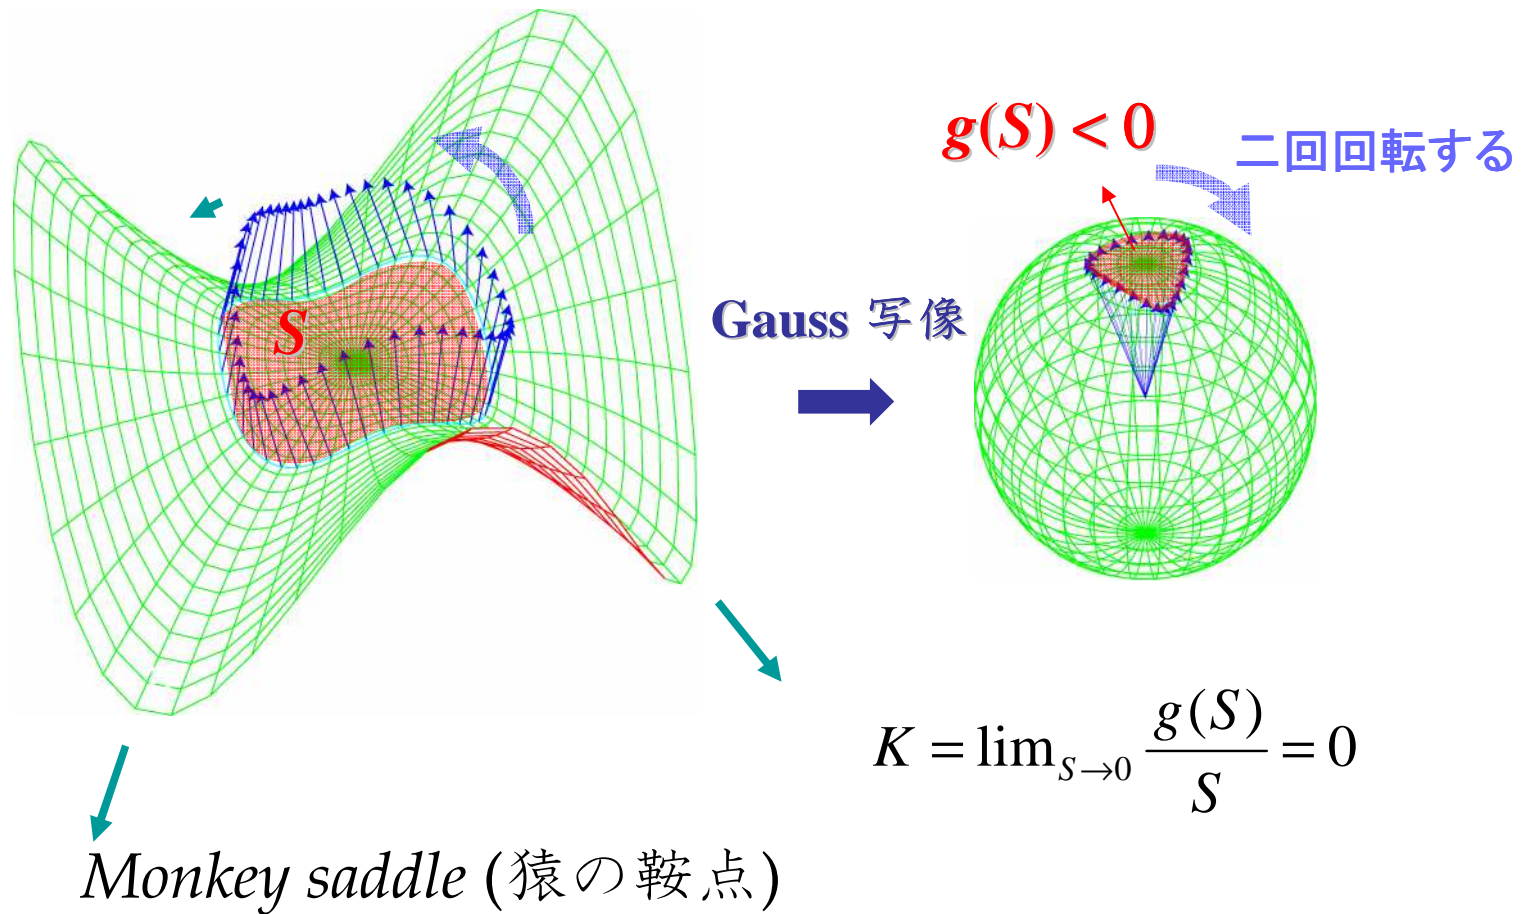 g(S) < 0
二回回転する
S
Gauss 写像
K = lim_{S→0} \frac{g(S)}{S} = 0
Monkey saddle (猿の鞍点)